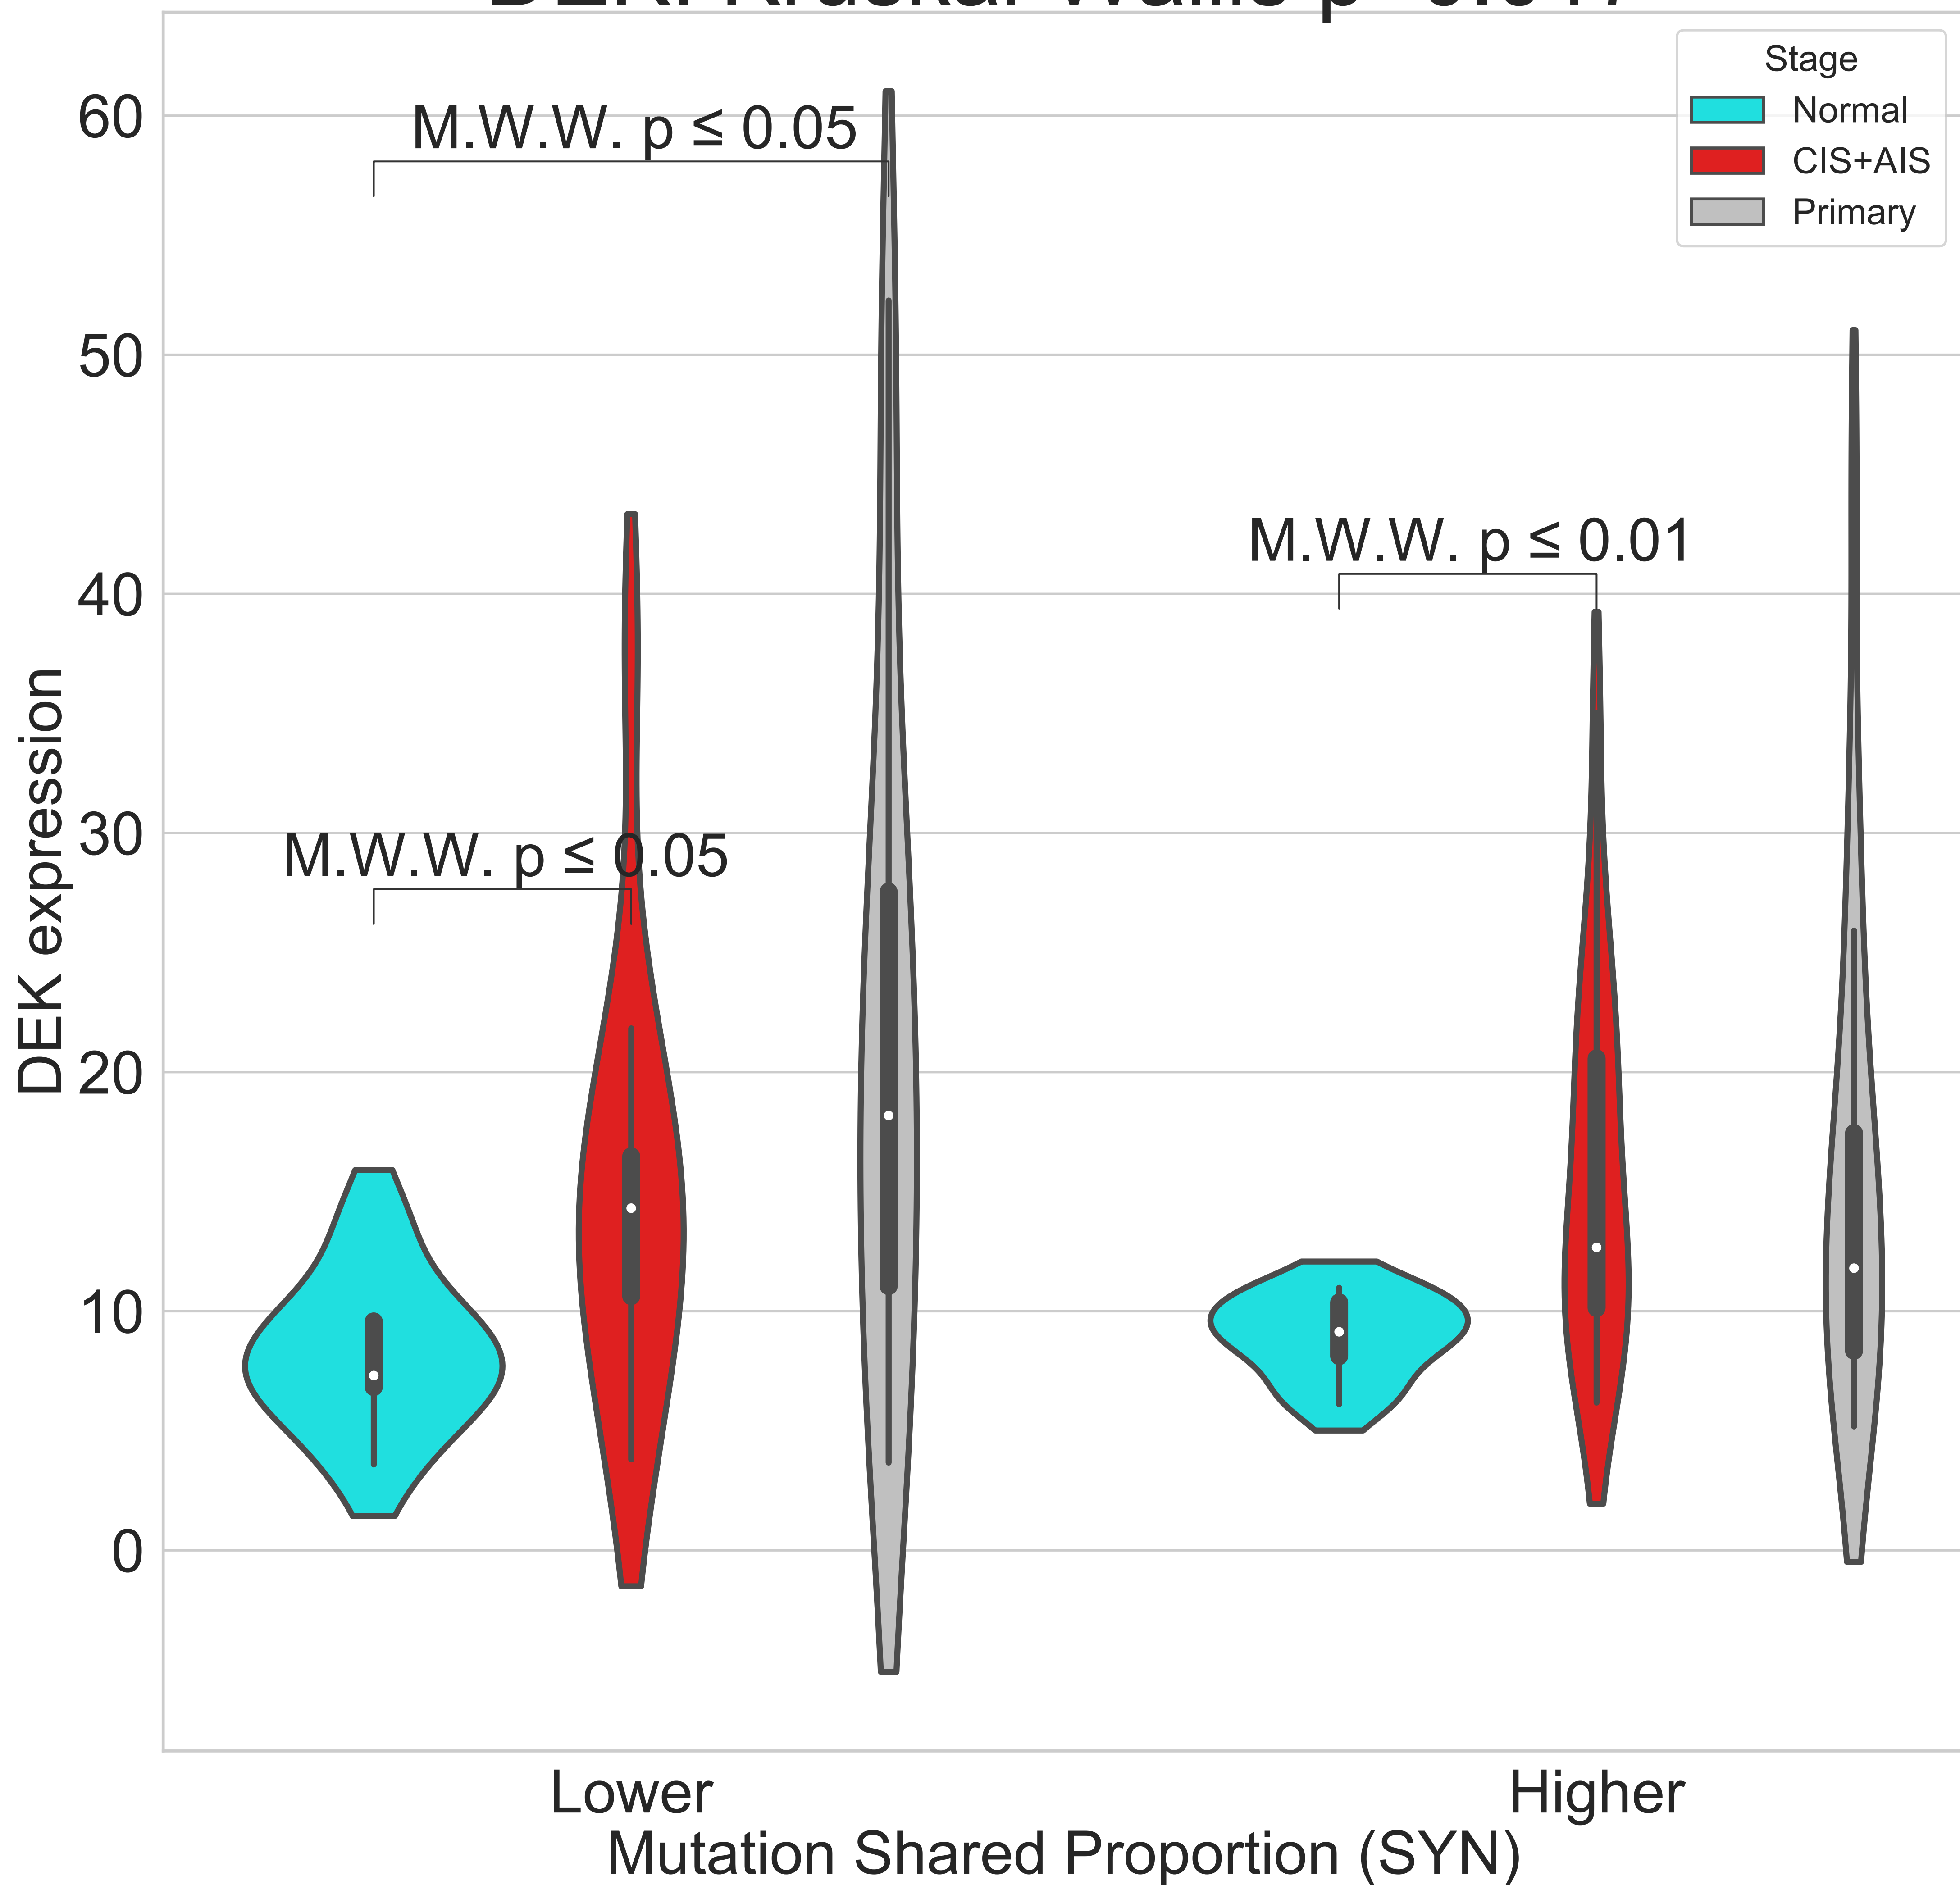 Stage
Normal
CIS+AIS
Primary
M.W.W. p ≤ 0.05
M.W.W. p ≤ 0.01
M.W.W. p ≤ 0.05
60
50
40
30
20
10
0
DEK expression
Lower
Higher
Mutation Shared Proportion (SYN)